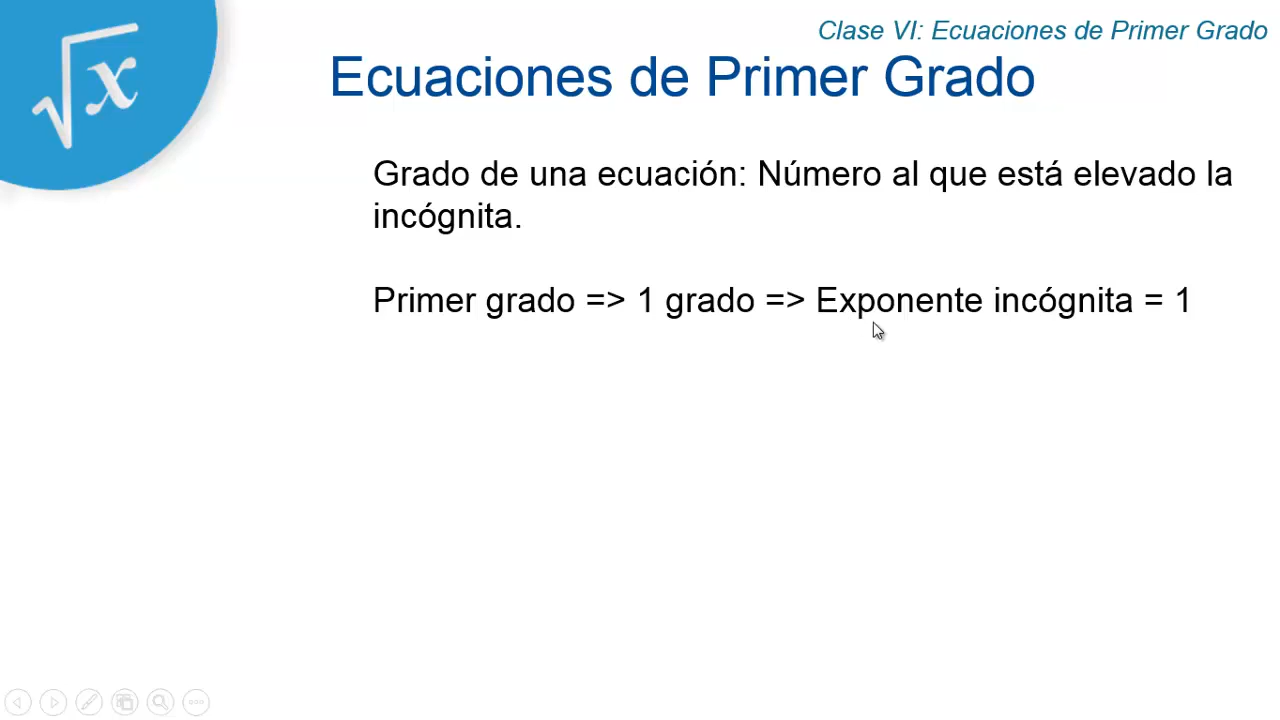 Clase VI: Ecuaciones de Primer Grado
Ecuaciones de Primer Grado
Grado de una ecuación: Número al que está elevado la
incógnita.
Primer grado => 1 grado => Exponente incógnita = 1
√x